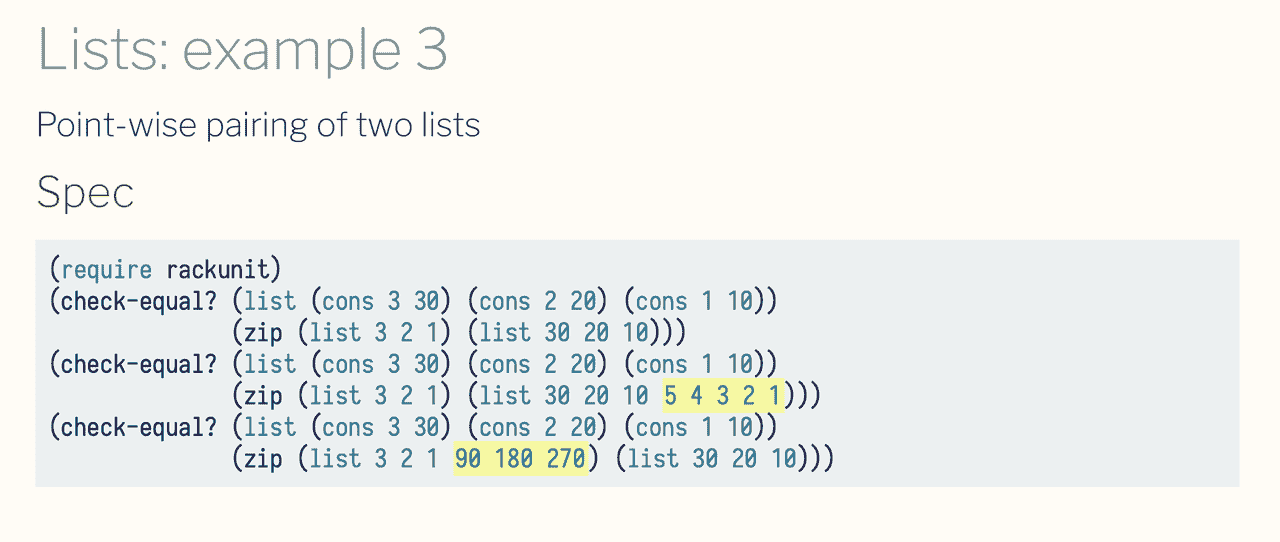 Lists: example 3
Point-wise pairing of two lists
Spec
(require rackunit)
(check-equal? (list (cons 3 30) (cons 2 20) (cons 1 10))
              (zip (list 3 2 1) (list 30 20 10)))
(check-equal? (list (cons 3 30) (cons 2 20) (cons 1 10))
              (zip (list 3 2 1) (list 30 20 10 5 4 3 2 1)))
(check-equal? (list (cons 3 30) (cons 2 20) (cons 1 10))
              (zip (list 3 2 1 90 180 270) (list 30 20 10)))